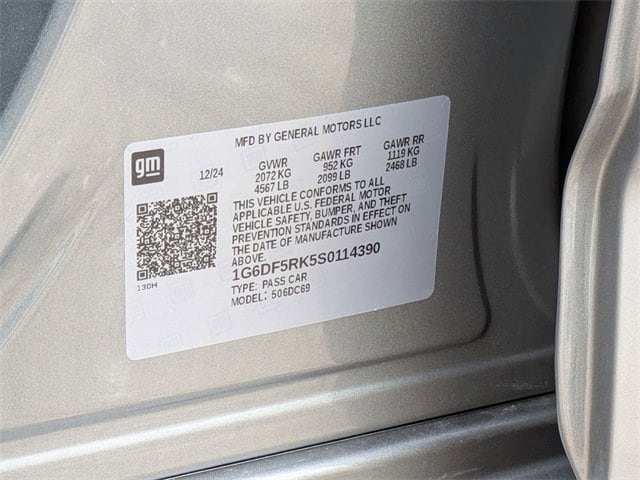 MFD BY GENERAL MOTORS LLC
gm
12/24
GVWR GAWR FRT GAWR RR
2072 KG 952 KG 1119 KG
4567 LB 2099 LB 2468 LB
THIS VEHICLE CONFORMS TO ALL
APPLICABLE U.S. FEDERAL MOTOR
VEHICLE SAFETY, BUMPER, AND THEFT
PREVENTION STANDARDS IN EFFECT ON
THE DATE OF MANUFACTURE SHOWN
ABOVE.
1G6DF5RK5S0114390
130H
TYPE: PASS CAR
MODEL: 506DC69